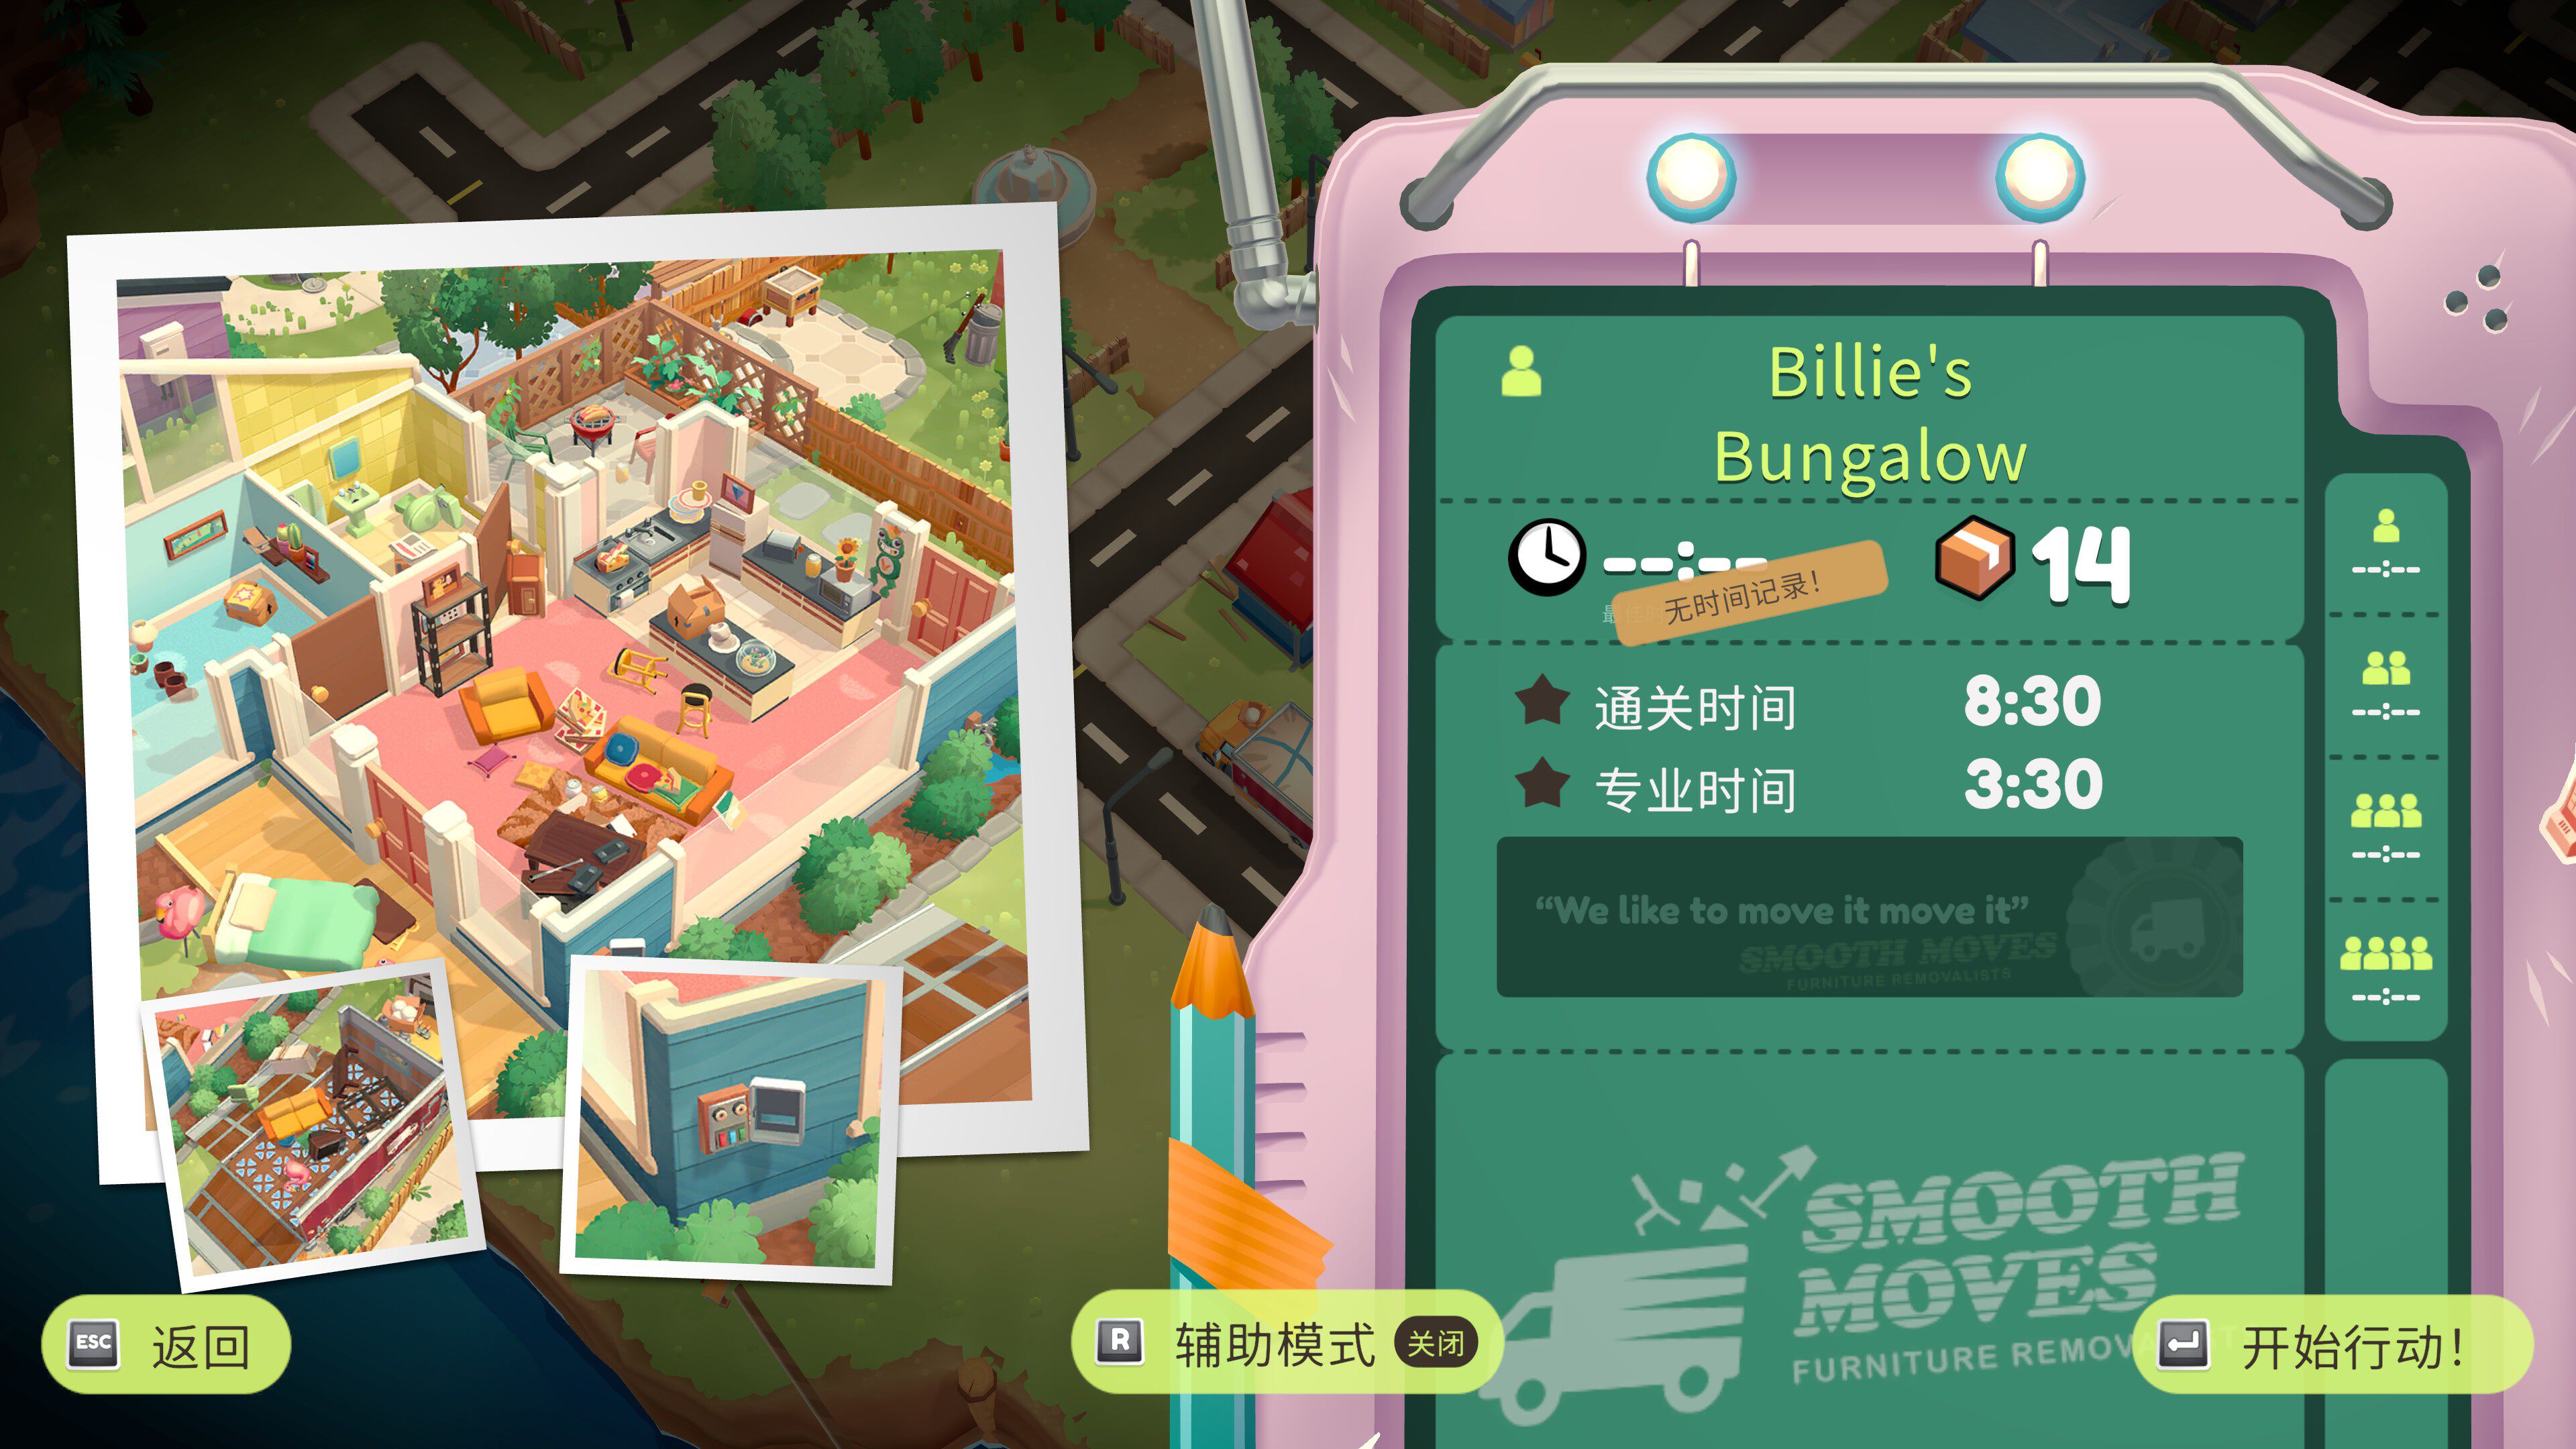 Billie's
Bungalow
--:--
14
无时间记录!
通关时间 8:30
专业时间 3:30
“We like to move it move it”
SMOOTH MOVES
FURNITURE REMOVALISTS
--:--
--:--
--:--
--:--
SMOOTH
MOVES
FURNITURE REMOV
ESC 返回
R 辅助模式 关闭
开始行动!